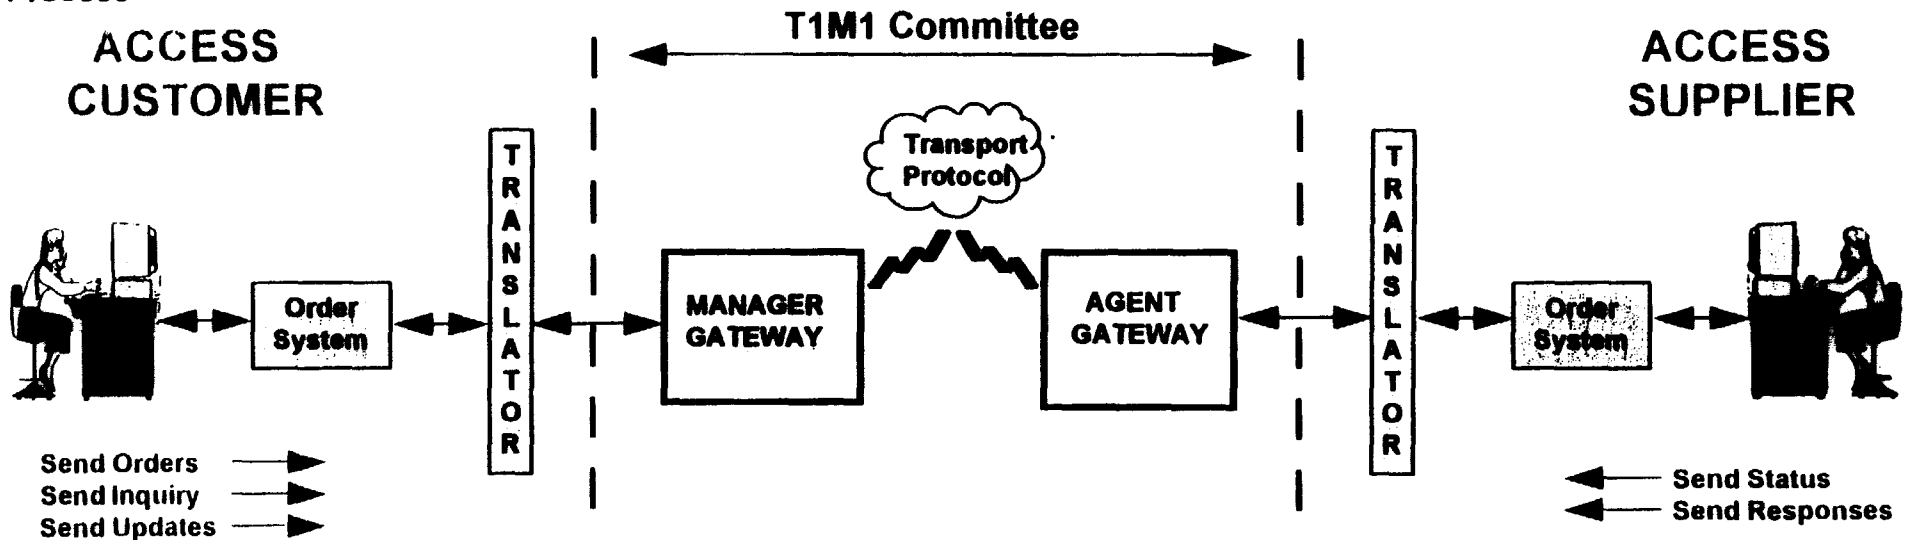 T1M1 Committee
ACCESS
CUSTOMER
ACCESS
SUPPLIER
TRANSLATOR
Transport
Protocol
TRANSLATOR
Order
System
MANAGER
GATEWAY
AGENT
GATEWAY
Order
System
Send Orders
Send Inquiry
Send Updates
Send Status
Send Responses